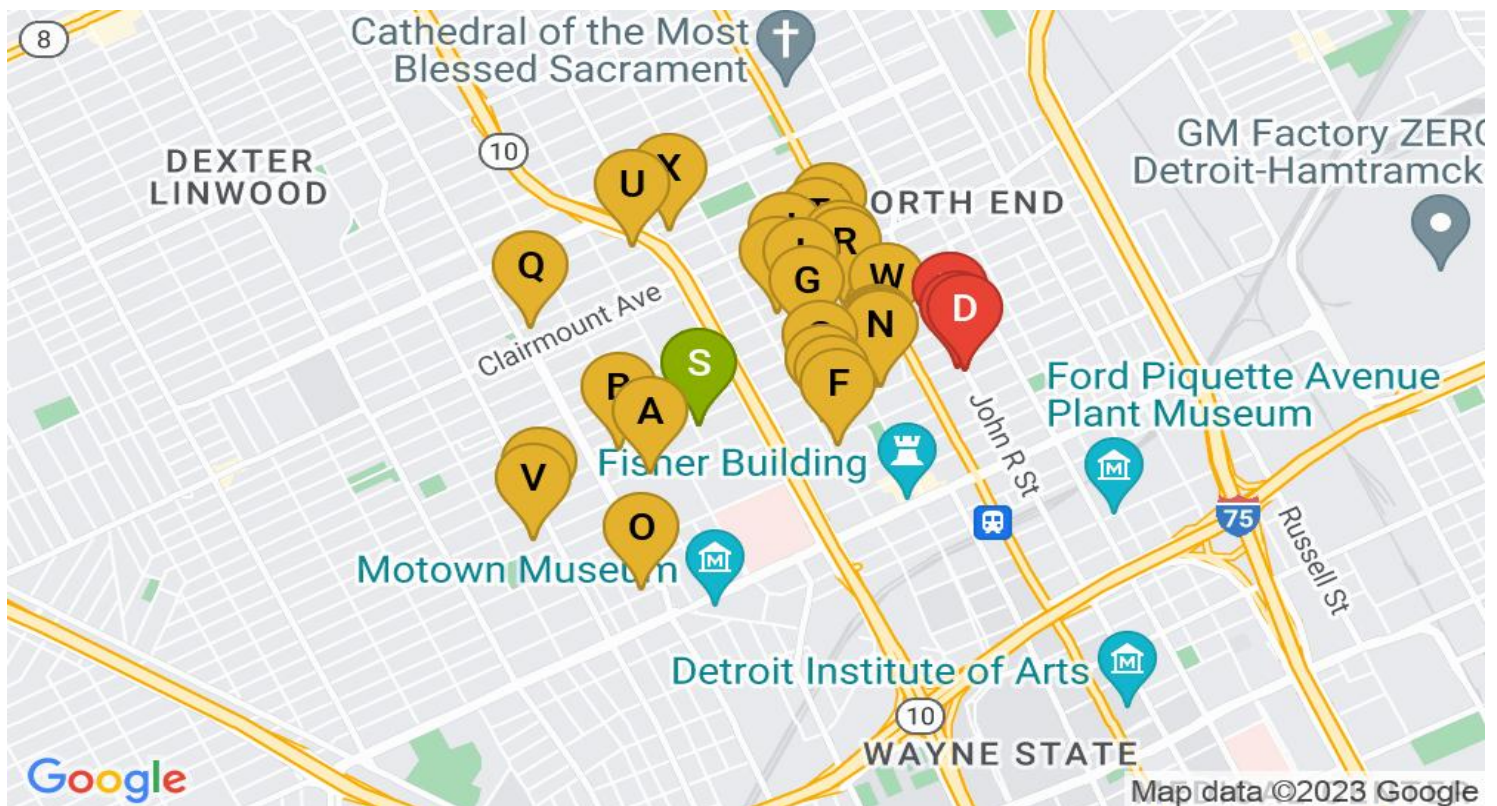 8
Cathedral of the Most
Blessed Sacrament
GM Factory ZERO
Detroit-Hamtramck
DEXTER
LINWOOD
10
U
X
T
ORTH END
R
Q
G
W
N
D
Clairmount Ave
S
F
B
A
John R St
Ford Piquette Avenue
Plant Museum
Fisher Building
V
O
75
Russell St
Motown Museum
Detroit Institute of Arts
10
WAYNE STATE
Google
Map data ©2023 Google